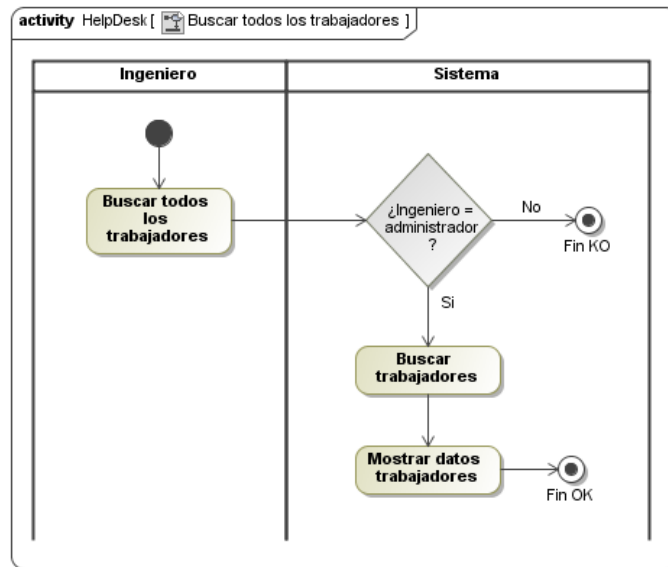 activity HelpDesk [ Buscar todos los trabajadores ]
Ingeniero
Sistema
Buscar todos
los
trabajadores
¿Ingeniero =
administrador
?
No
Fin KO
Si
Buscar
trabajadores
Mostrar datos
trabajadores
Fin OK